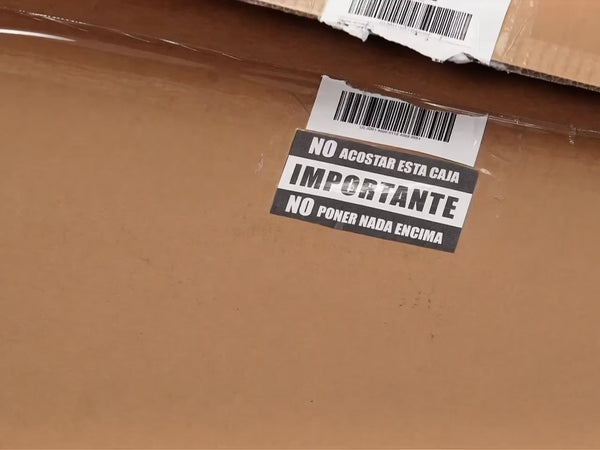 NO ACOSTAR ESTA CAJA
IMPORTANTE
NO PONER NADA ENCIMA